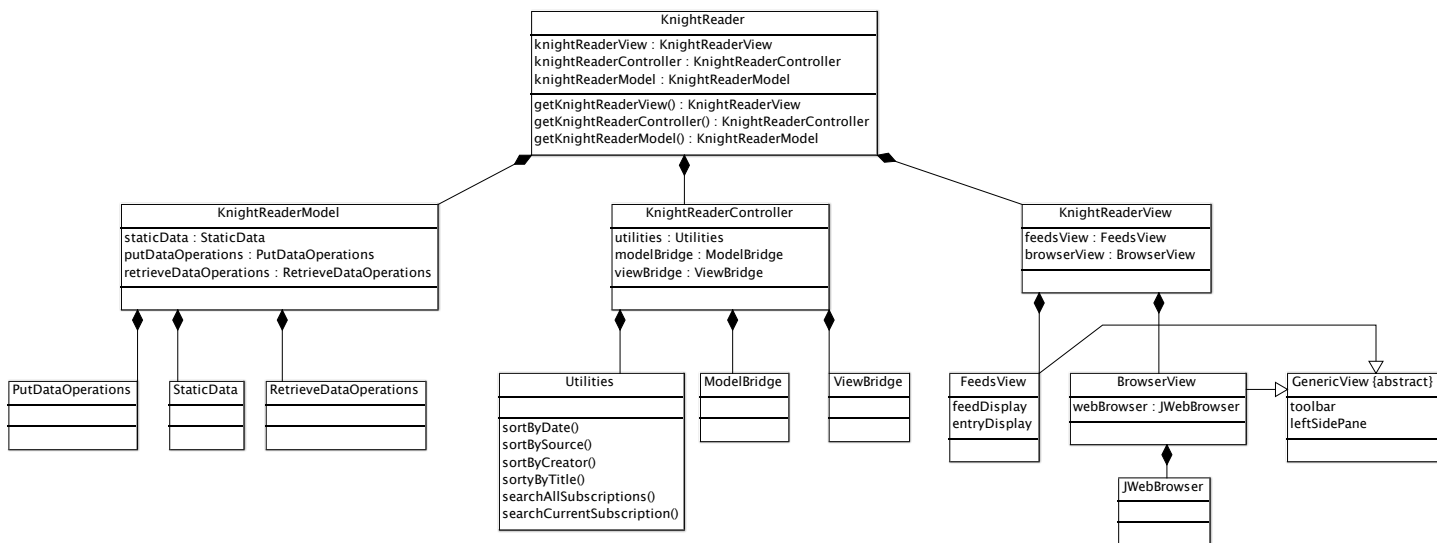 KnightReader
knightReaderView : KnightReaderView
knightReaderController : KnightReaderController
knightReaderModel : KnightReaderModel
getKnightReaderView() : KnightReaderView
getKnightReaderController() : KnightReaderController
getKnightReaderModel() : KnightReaderModel
KnightReaderModel
staticData : StaticData
putDataOperations : PutDataOperations
retrieveDataOperations : RetrieveDataOperations
KnightReaderController
utilities : Utilities
modelBridge : ModelBridge
viewBridge : ViewBridge
KnightReaderView
feedsView : FeedsView
browserView : BrowserView
PutDataOperations
StaticData
RetrieveDataOperations
Utilities
sortByDate()
sortBySource()
sortByCreator()
sortyByTitle()
searchAllSubscriptions()
searchCurrentSubscription()
ModelBridge
ViewBridge
FeedsView
feedDisplay
entryDisplay
BrowserView
webBrowser : JWebBrowser
GenericView {abstract}
toolbar
leftSidePane
JWebBrowser